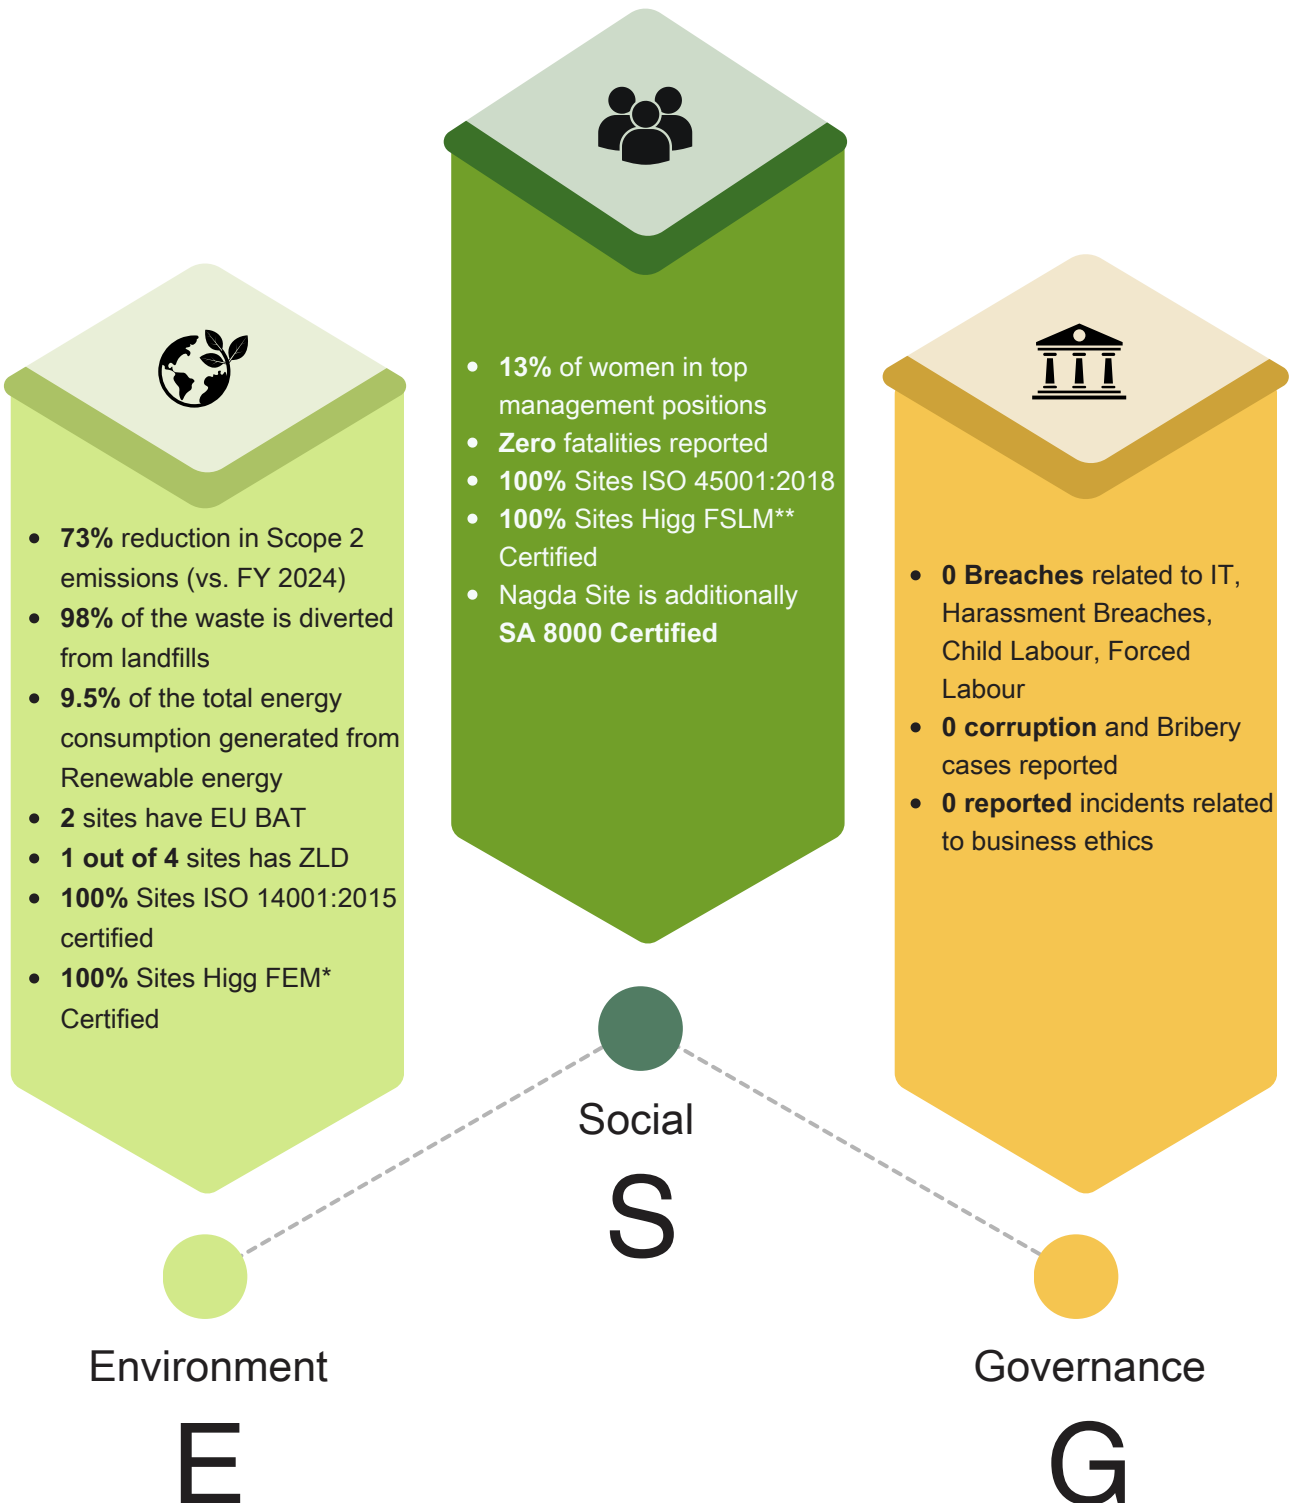 • 73% reduction in Scope 2
emissions (vs. FY 2024)
• 98% of the waste is diverted
from landfills
• 9.5% of the total energy
consumption generated from
Renewable energy
• 2 sites have EU BAT
• 1 out of 4 sites has ZLD
• 100% Sites ISO 14001:2015
certified
• 100% Sites Higg FEM*
Certified
Environment
E
• 13% of women in top
management positions
• Zero fatalities reported
• 100% Sites ISO 45001:2018
• 100% Sites Higg FSLM**
Certified
• Nagda Site is additionally
SA 8000 Certified
Social
S
• 0 Breaches related to IT,
Harassment Breaches,
Child Labour, Forced
Labour
• 0 corruption and Bribery
cases reported
• 0 reported incidents related
to business ethics
Governance
G